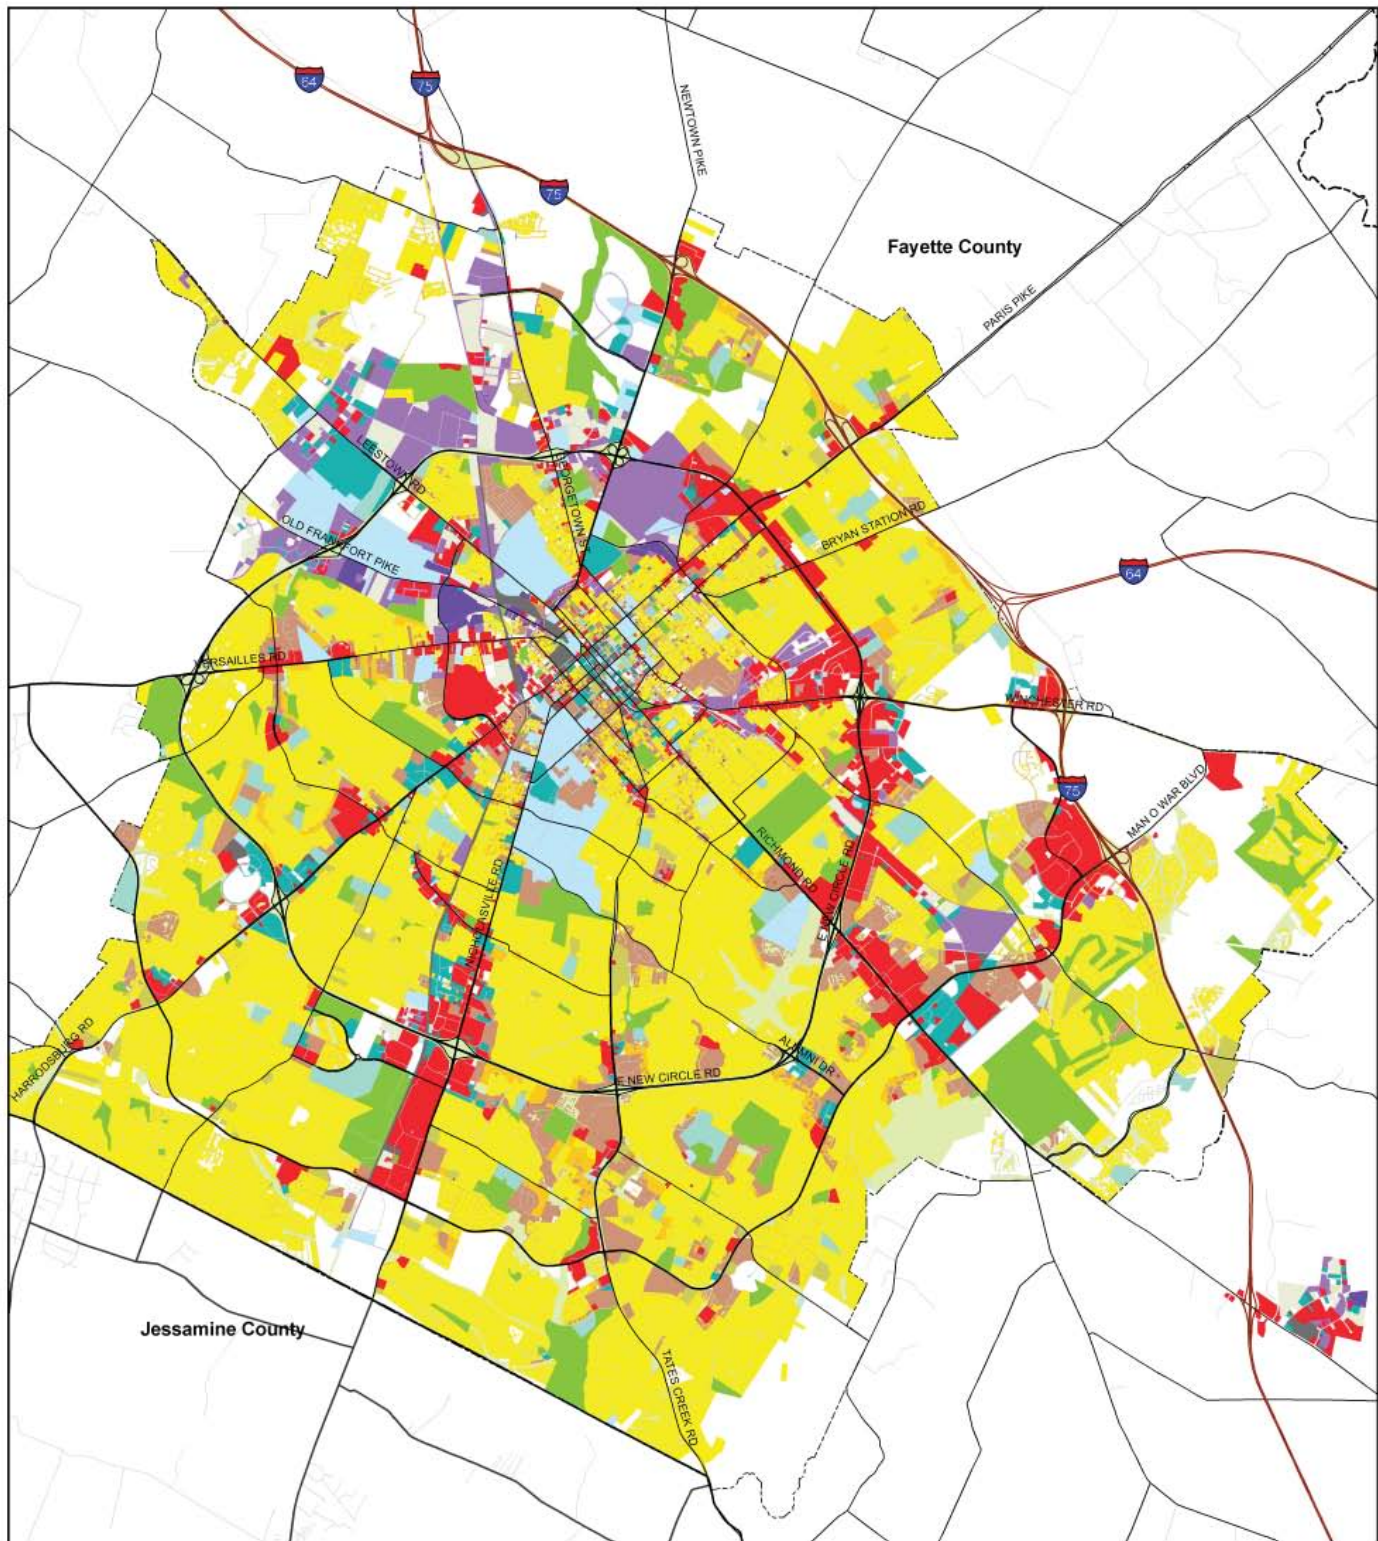 64
75
NEWTOWN PIKE
75
Fayette County
PARIS PIKE
LEESTOWN RD
GEORGETOWN ST
OLD FRANKFORT PIKE
BRYAN STATION RD
64
VERSAILLES RD
WINCHESTER RD
75
MAN O WAR BLVD
RICHMOND RD
E NEW CIRCLE RD
NICHOLASVILLE RD
HARRODSBURG RD
ALUMNI DR
E NEW CIRCLE RD
Jessamine County
TATES CREEK RD